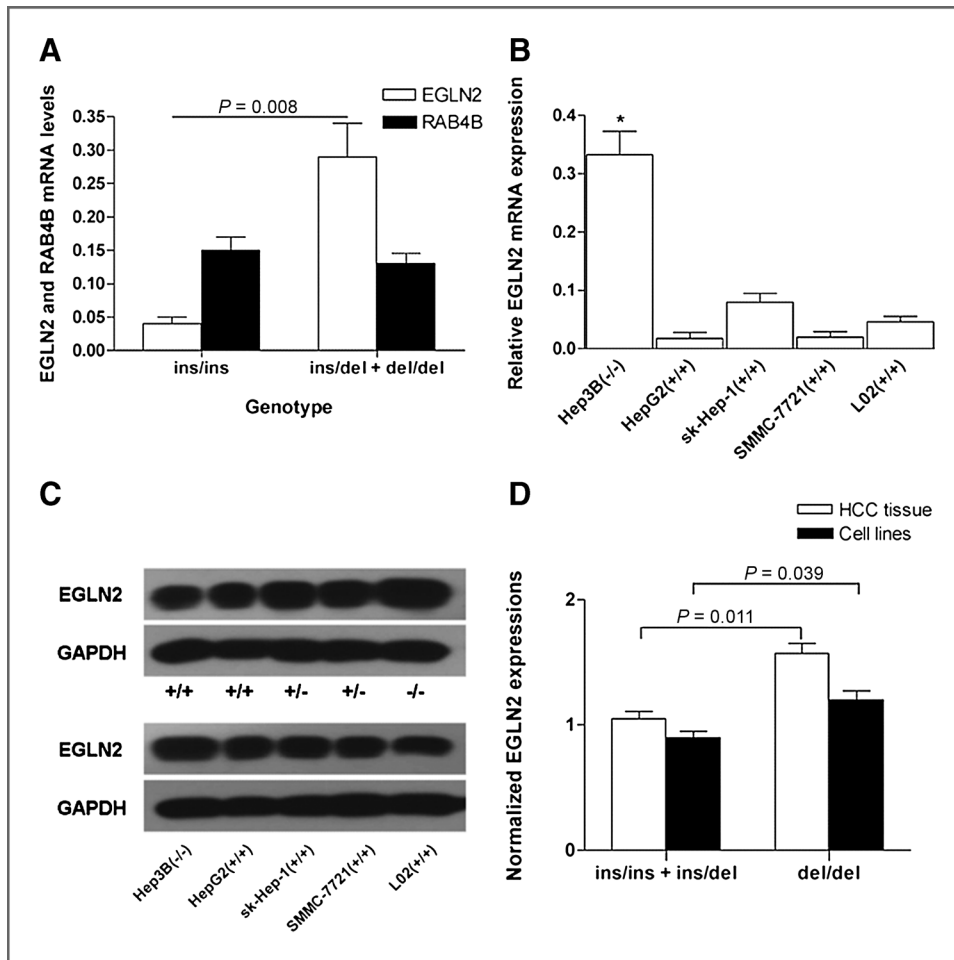 A
EGLN2 and RAB4B mRNA levels
P = 0.008
EGLN2
RAB4B
0.35
0.30
0.25
0.20
0.15
0.10
0.05
0.00
ins/ins
ins/del + del/del
Genotype
B
Relative EGLN2 mRNA expression
0.4
0.3
0.2
0.1
0.0
*
Hep3B(-/-)
HepG2(+/+)
sk-Hep-1(+/+)
SMMC-7721(+/+)
L02(+/+)
C
EGLN2
GAPDH
+/+ +/+ +/- +/- -/-
EGLN2
GAPDH
Hep3B(-/-)
HepG2(+/+)
sk-Hep-1(+/+)
SMMC-7721(+/+)
L02(+/+)
D
HCC tissue
Cell lines
Normalized EGLN2 expressions
P = 0.039
P = 0.011
2
1
0
ins/ins + ins/del
del/del